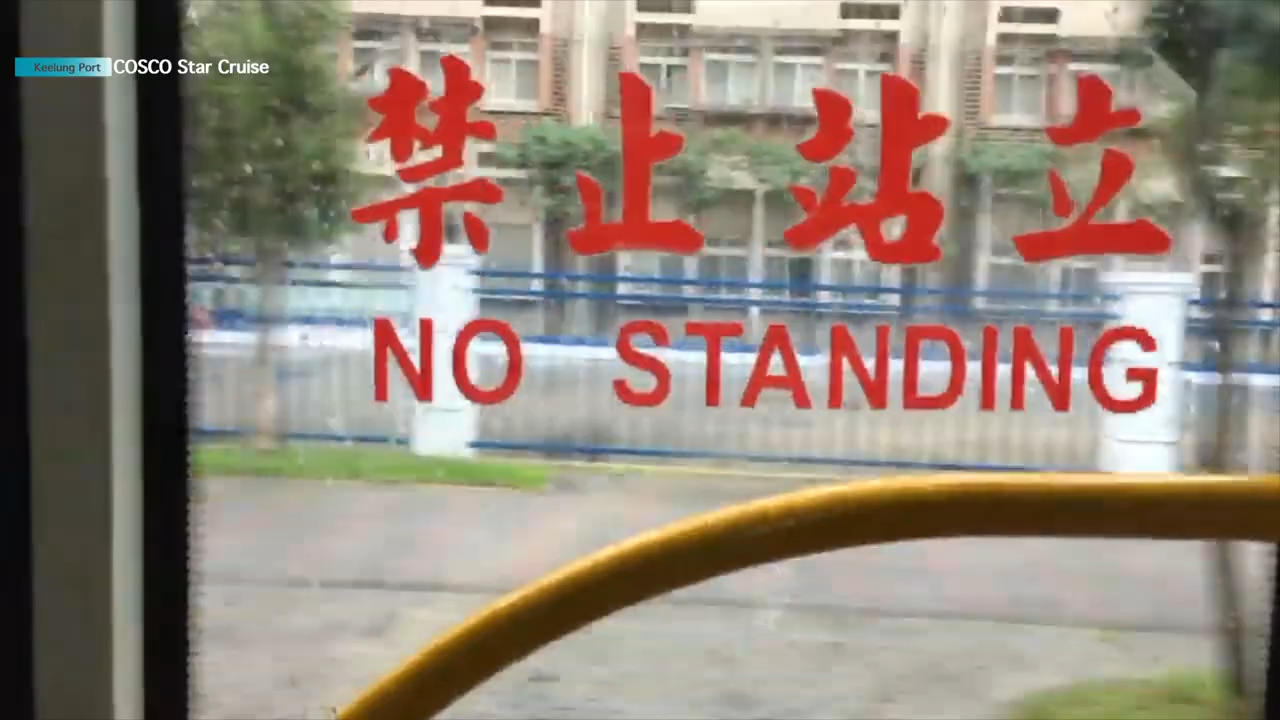 Keelung Port COSCO Star Cruise
禁止站立
NO STANDING